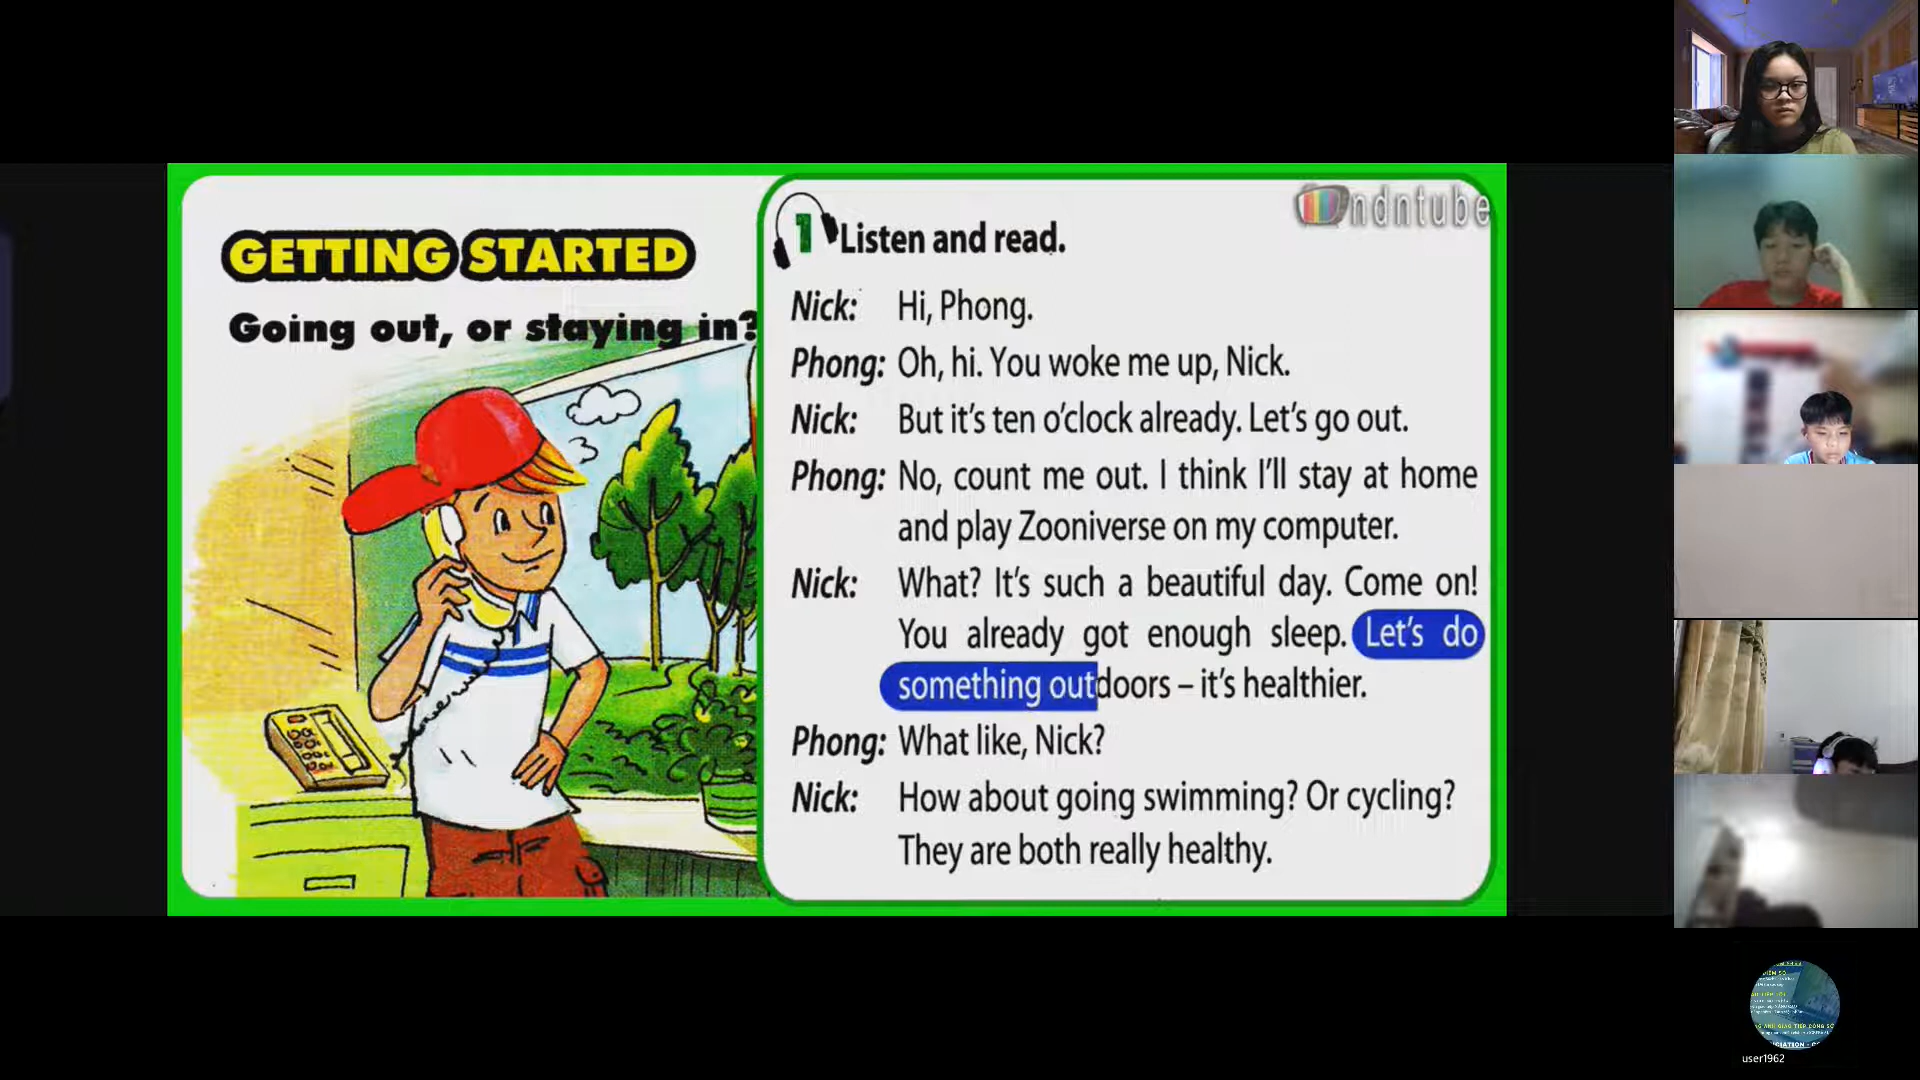 GETTING STARTED
Going out, or staying in?
1 Listen and read.
ndntube
Nick: Hi, Phong.
Phong: Oh, hi. You woke me up, Nick.
Nick: But it's ten o'clock already. Let's go out.
Phong: No, count me out. I think I'll stay at home
and play Zooniverse on my computer.
Nick: What? It's such a beautiful day. Come on!
You already got enough sleep. Let's do
something outdoors – it's healthier.
Phong: What like, Nick?
Nick: How about going swimming? Or cycling?
They are both really healthy.
user1962